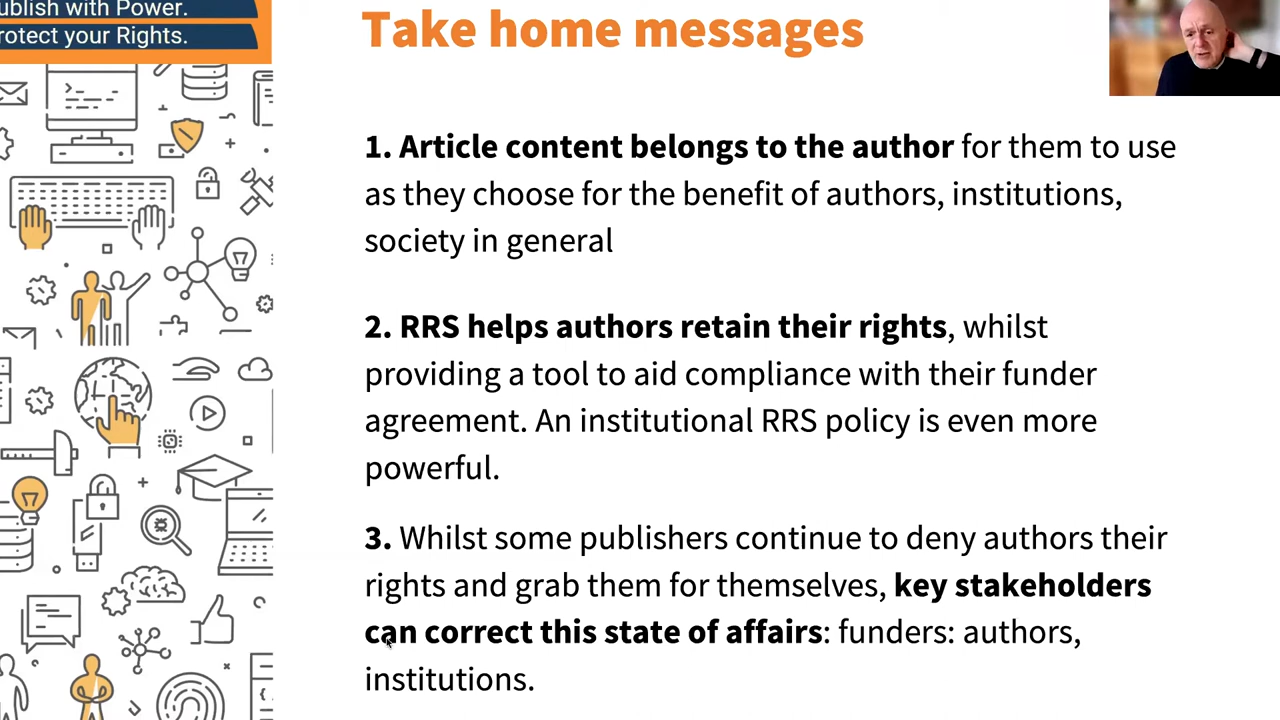 ublish with Power.
rotect your Rights.
Take home messages
1. Article content belongs to the author for them to use
as they choose for the benefit of authors, institutions,
society in general
2. RRS helps authors retain their rights, whilst
providing a tool to aid compliance with their funder
agreement. An institutional RRS policy is even more
powerful.
3. Whilst some publishers continue to deny authors their
rights and grab them for themselves, key stakeholders
can correct this state of affairs: funders: authors,
institutions.